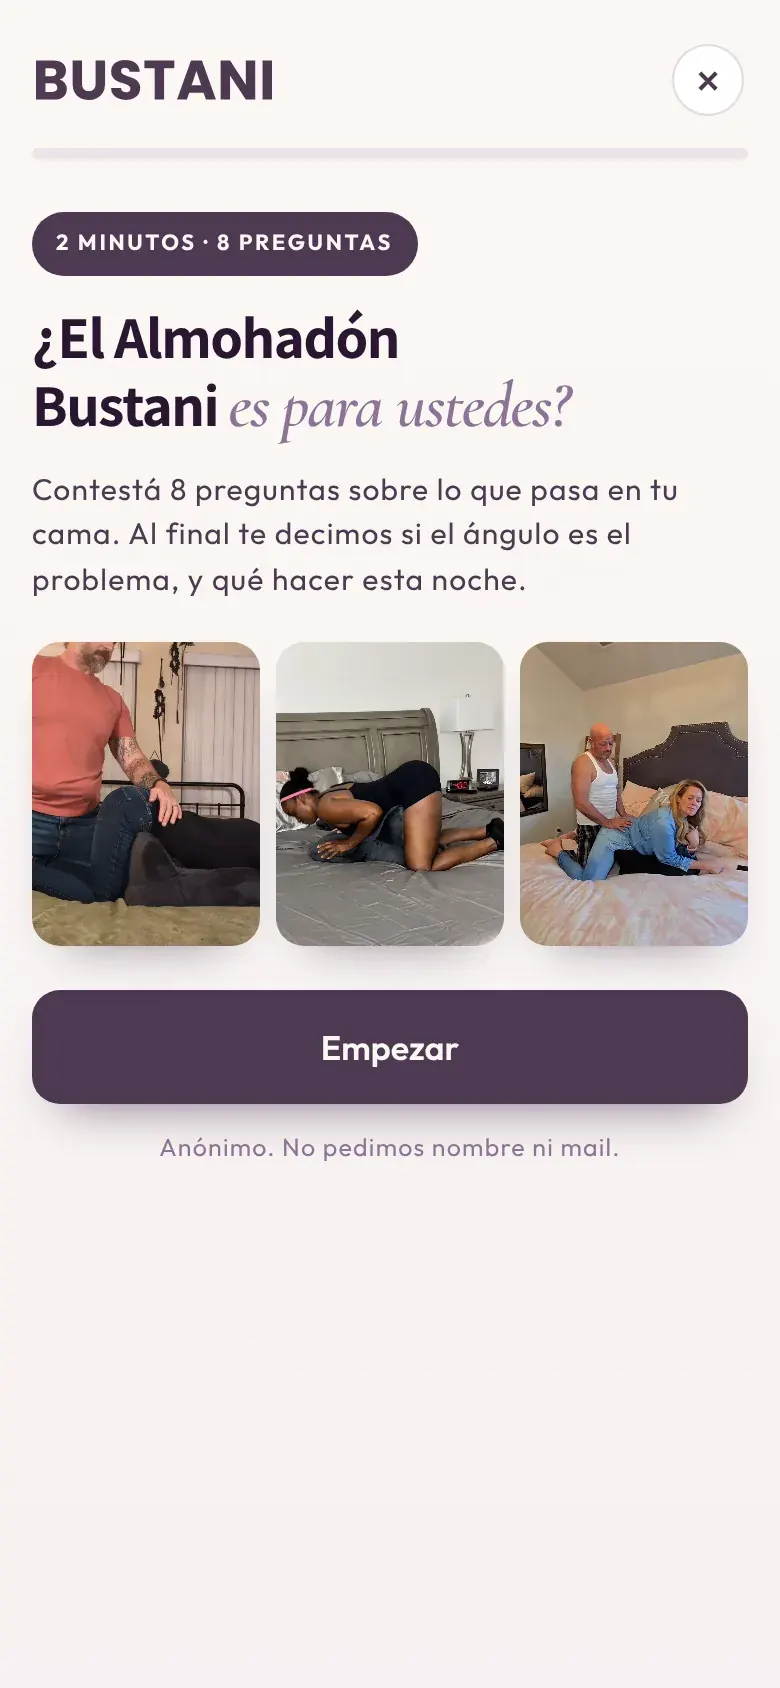 BUSTANI
2 MINUTOS · 8 PREGUNTAS
¿El Almohadón
Bustani es para ustedes?
Contestá 8 preguntas sobre lo que pasa en tu
cama. Al final te decimos si el ángulo es el
problema, y qué hacer esta noche.
Empezar
Anónimo. No pedimos nombre ni mail.